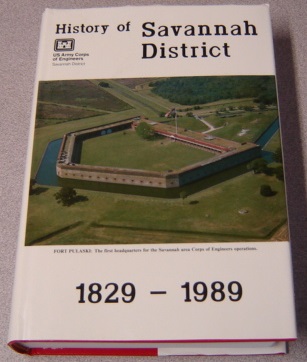 History of Savannah
District
US Army Corps
of Engineers
Savannah District
FORT PULASKI: The first headquarters for the Savannah area Corps of Engineers operations.
1829 - 1989